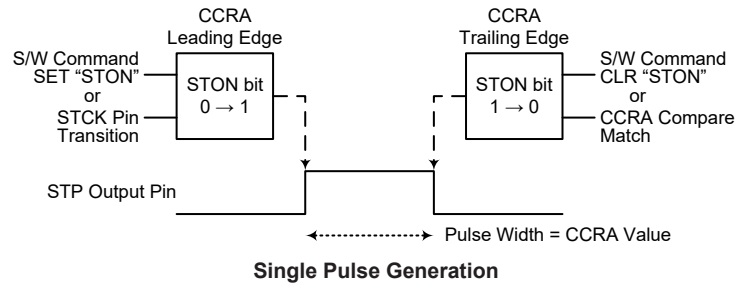 CCRA
Leading Edge
CCRA
Trailing Edge
S/W Command
SET “STON”
or
STCK Pin
Transition
STON bit
0 → 1
STON bit
1 → 0
S/W Command
CLR “STON”
or
CCRA Compare
Match
STP Output Pin
Pulse Width = CCRA Value
Single Pulse Generation